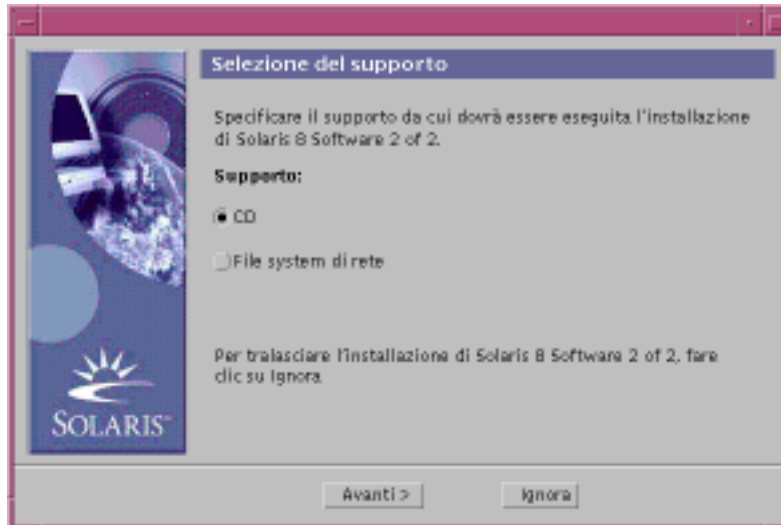 Selezione del supporto
Specificare il supporto da cui dovrà essere eseguita l'installazione
di Solaris 8 Software 2 of 2.
Supporto:
CD
File system di rete
Per tralasciare l'installazione di Solaris 8 Software 2 of 2, fare
clic su Ignora
SOLARIS™
Avanti >
Ignora